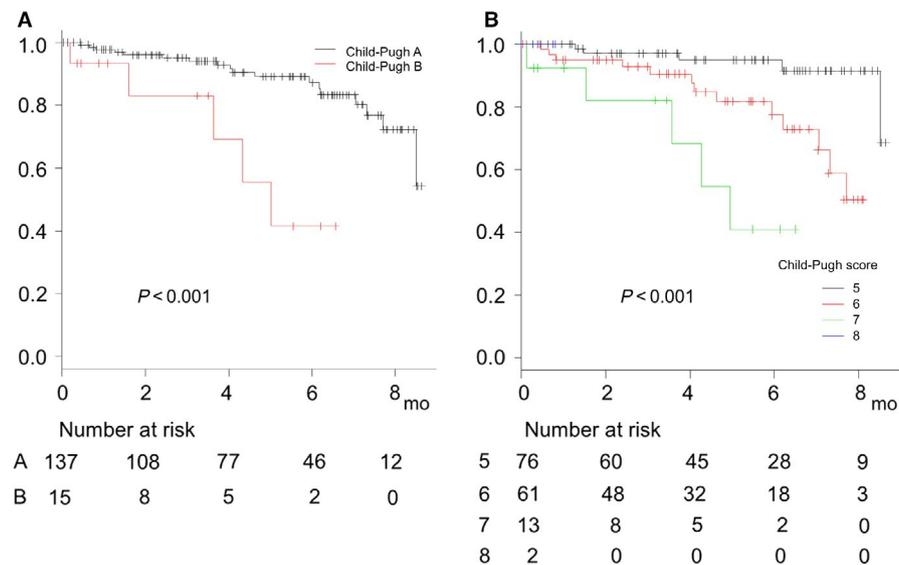 A
1.0
0.8
0.6
0.4
0.2
0.0
Child-Pugh A
Child-Pugh B
P < 0.001
0 2 4 6 8 mo
Number at risk
A 137 108 77 46 12
B 15 8 5 2 0
B
1.0
0.8
0.6
0.4
0.2
0.0
Child-Pugh score
5
6
7
8
P < 0.001
0 2 4 6 8 mo
Number at risk
5 76 60 45 28 9
6 61 48 32 18 3
7 13 8 5 2 0
8 2 0 0 0 0